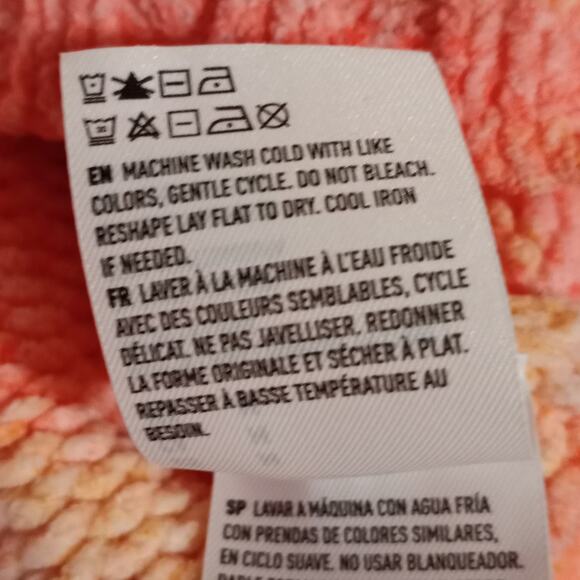 EN MACHINE WASH COLD WITH LIKE
COLORS, GENTLE CYCLE. DO NOT BLEACH.
RESHAPE LAY FLAT TO DRY. COOL IRON
IF NEEDED.
FR LAVER À LA MACHINE À L'EAU FROIDE
AVEC DES COULEURS SEMBLABLES, CYCLE
DÉLICAT. NE PAS JAVELLISER. REDONNER
LA FORME ORIGINALE ET SÉCHER À PLAT.
REPASSER À BASSE TEMPÉRATURE AU
BESOIN.
SP LAVAR A MÁQUINA CON AGUA FRÍA
CON PRENDAS DE COLORES SIMILARES,
EN CICLO SUAVE. NO USAR BLANQUEADOR.